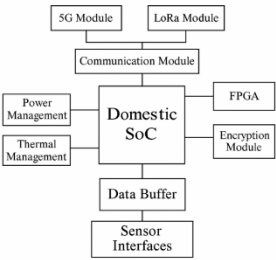 5G Module
LoRa Module
Communication Module
Power
Management
Domestic
SoC
FPGA
Thermal
Management
Encryption
Module
Data Buffer
Sensor
Interfaces